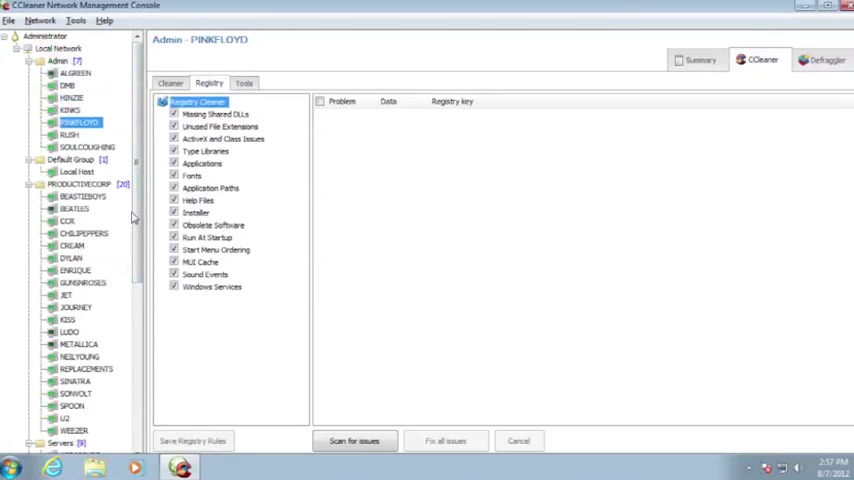 CCleaner Network Management Console
File Network Tools Help
Administrator
Local Network
Admin [7]
ALGREEN
DMB
HINZIE
KINKS
PINKFLOYD
RUSH
SOULCOUGHING
Default Group [1]
Local Host
PRODUCTIVECORP [20]
BEASTIEBOYS
BEATLES
CCR
CHILIPEPPERS
CREAM
DYLAN
ENRIQUE
GUNSNROSES
JET
JOURNEY
KISS
LUDO
METALLICA
NEILYOUNG
REPLACEMENTS
SINATRA
SONVOLT
SPOON
U2
WEEZER
Servers [9]
Admin - PINKFLOYD
Summary CCleaner Defraggler
Cleaner Registry Tools
Registry Cleaner
Missing Shared DLLs
Unused File Extensions
ActiveX and Class Issues
Type Libraries
Applications
Fonts
Application Paths
Help Files
Installer
Obsolete Software
Run At Startup
Start Menu Ordering
MUI Cache
Sound Events
Windows Services
Problem Data Registry key
Save Registry Rules Scan for issues Fix all issues Cancel
2:57 PM
8/7/2012